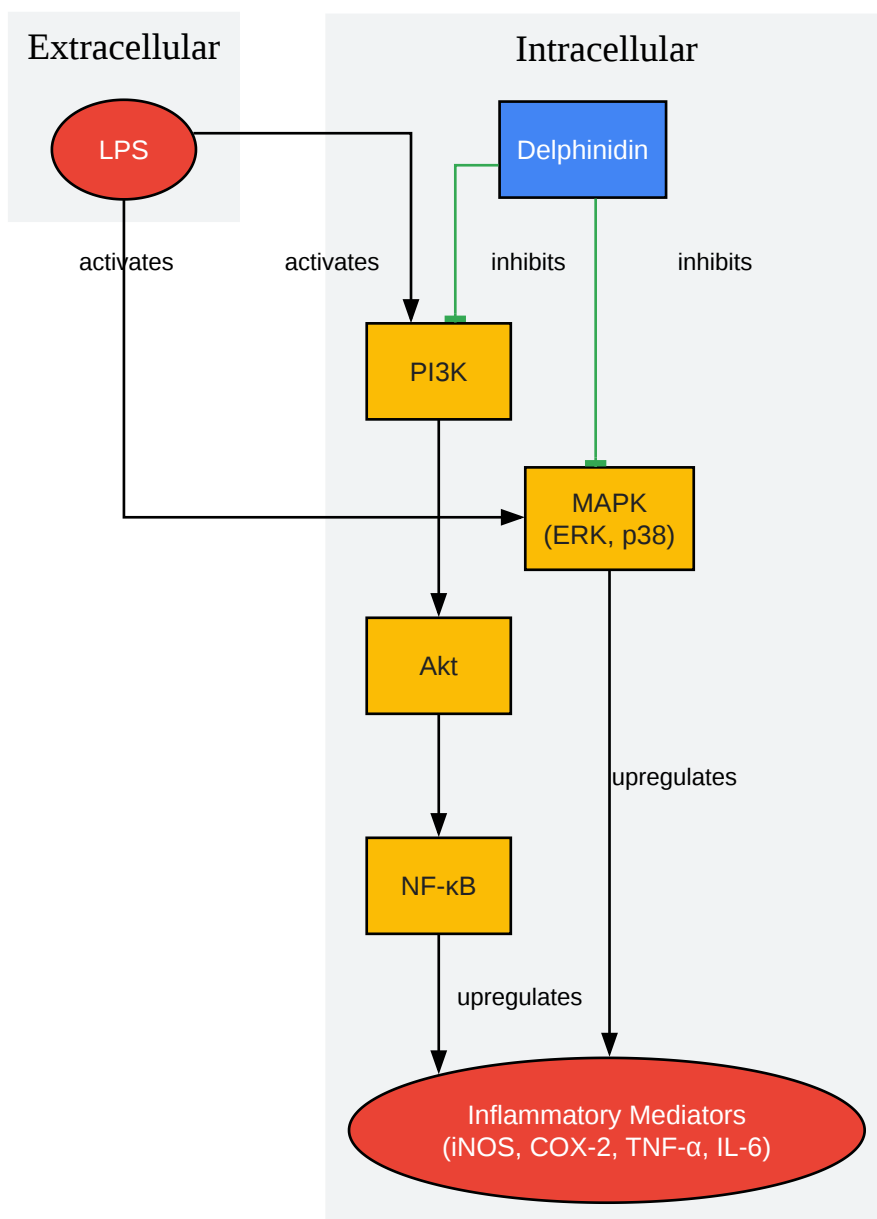 Extracellular
Intracellular
LPS
Delphinidin
activates
activates
inhibits
inhibits
PI3K
MAPK
(ERK, p38)
Akt
upregulates
NF-κB
upregulates
Inflammatory Mediators
(iNOS, COX-2, TNF-α, IL-6)